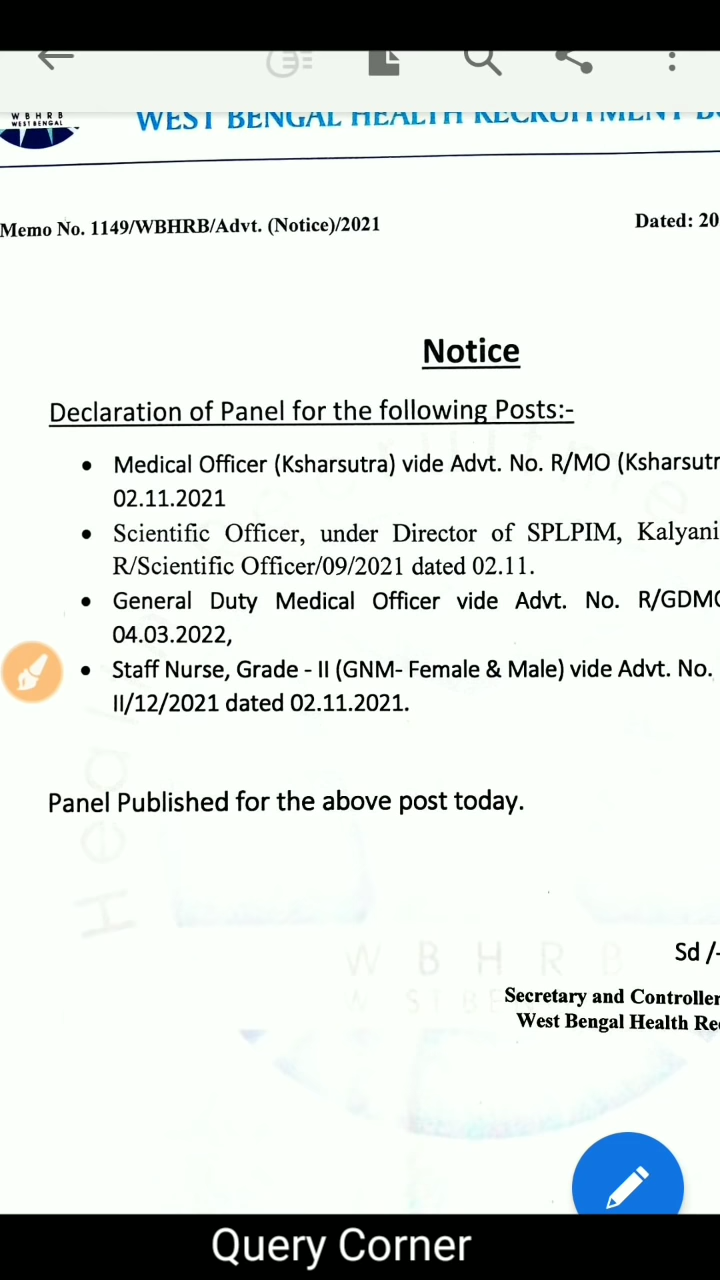 W B H R B
WEST BENGAL
WEST BENGAL HEALTH RECRUITMENT
Memo No. 1149/WBHRB/Advt. (Notice)/2021
Dated: 20
Notice
Declaration of Panel for the following Posts:-
• Medical Officer (Ksharsutra) vide Advt. No. R/MO (Ksharsutr
02.11.2021
• Scientific Officer, under Director of SPLPIM, Kalyani
R/Scientific Officer/09/2021 dated 02.11.
• General Duty Medical Officer vide Advt. No. R/GDMO
04.03.2022,
• Staff Nurse, Grade - II (GNM- Female & Male) vide Advt. No.
II/12/2021 dated 02.11.2021.
Panel Published for the above post today.
Heal
W B H R B
Sd /-
Secretary and Controller
West Bengal Health Rec
Query Corner